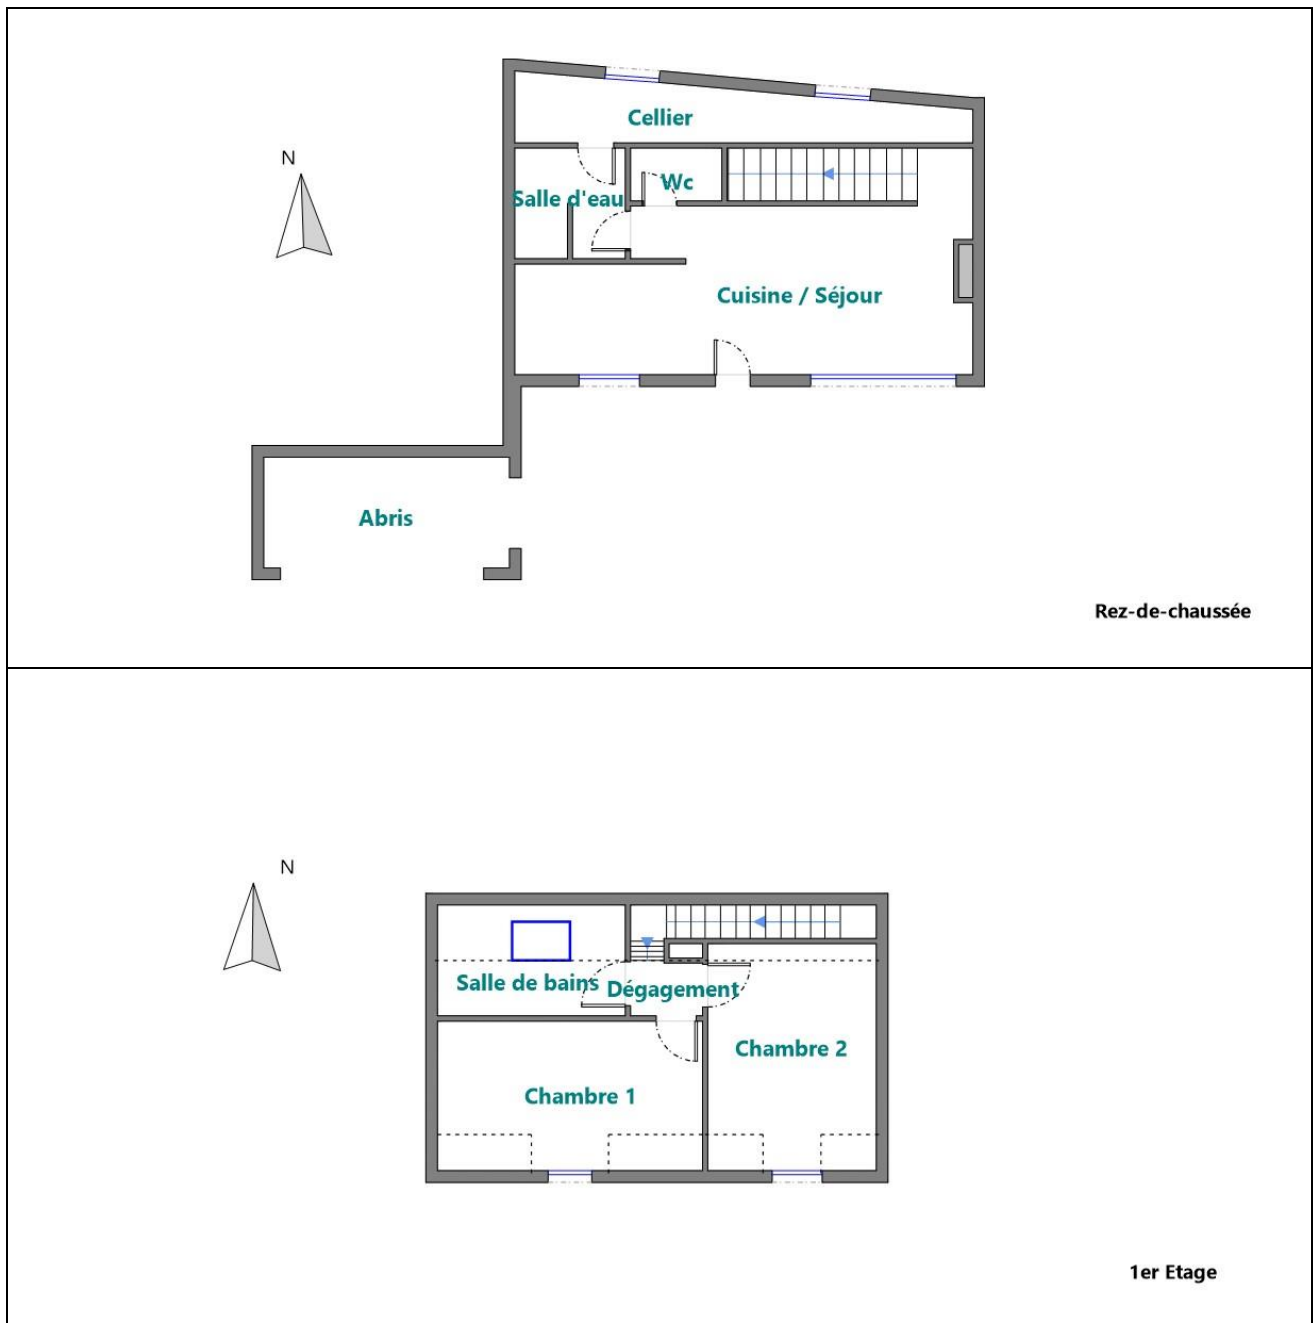 N
Cellier
Wc
Salle d'eau
Cuisine / Séjour
Abris
Rez-de-chaussée
N
Salle de bains
Dégagement
Chambre 2
Chambre 1
1er Etage